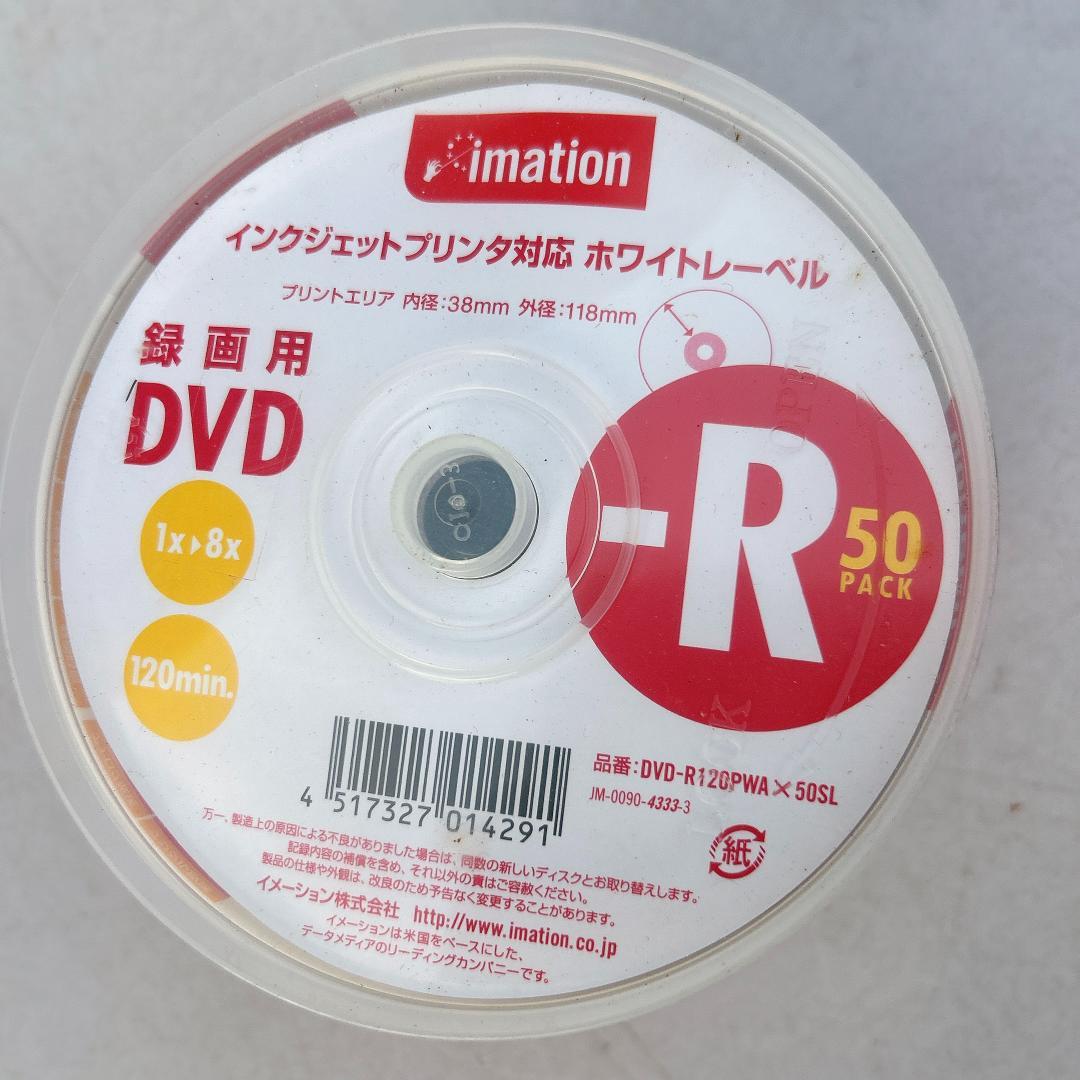 imation
インクジェットプリンタ対応 ホワイトレーベル
プリントエリア 内径:38mm 外径:118mm
録画用
DVD
-R
50
PACK
1x▸8x
120min.
OPEN
LOCK
4 517327 014291
品番:DVD-R120PWA×50SL
JM-0090-4333-3
紙
万一、製造上の原因による不良がありました場合は、同数の新しいディスクとお取り替えします。
記録内容の補償を含め、それ以外の責はご容赦ください。
製品の仕様や外観は、改良のため予告なく変更することがあります。
イメーション株式会社 http://www.imation.co.jp
イメーションは米国をベースにした、
データメディアのリーディングカンパニーです。